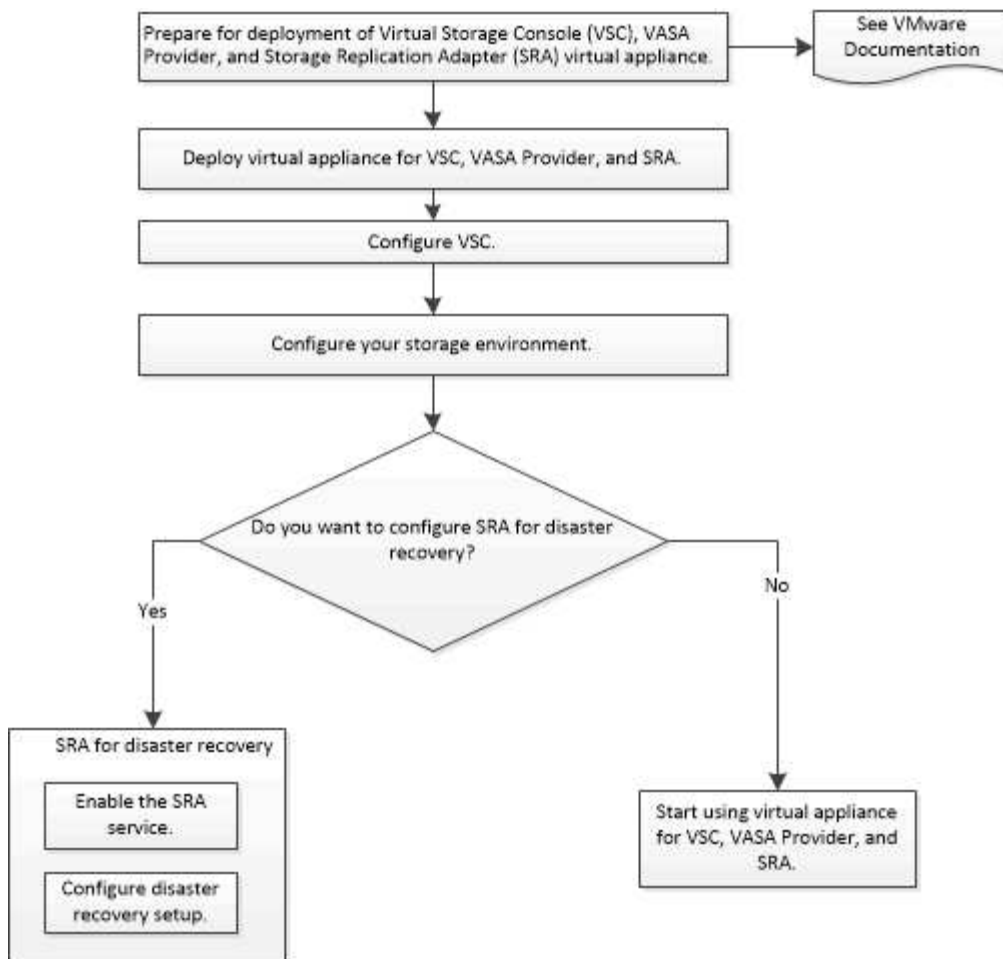 Prepare for deployment of Virtual Storage Console (VSC), VASA
Provider, and Storage Replication Adapter (SRA) virtual appliance.
See VMware
Documentation
Deploy virtual appliance for VSC, VASA Provider, and SRA.
Configure VSC.
Configure your storage environment.
Do you want to configure SRA for disaster
recovery?
Yes
No
SRA for disaster recovery
Enable the SRA
service.
Configure disaster
recovery setup.
Start using virtual appliance
for VSC, VASA Provider, and
SRA.